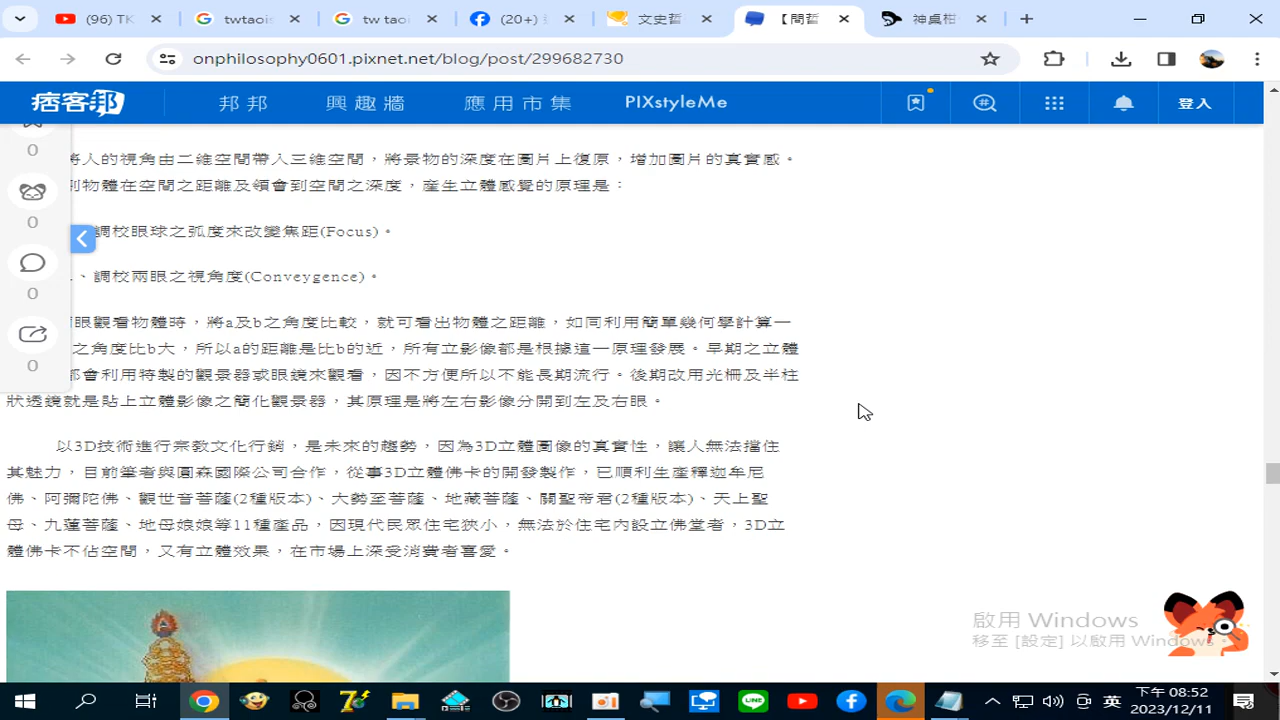 (96) TK
twtaois
tw taoi
(20+)
文史哲
【問哲
神桌柑
onphilosophy0601.pixnet.net/blog/post/299682730
痞客邦
邦邦
興趣牆
應用市集
PIXstyleMe
登入
將人的視角由二維空間帶入三維空間，將景物的深度在圖片上復原，增加圖片的真實感。
別物體在空間之距離及領會到空間之深度，產生立體感覺的原理是：
調校眼球之弧度來改變焦距(Focus)。
、調校兩眼之視角度(Conveygence)。
兩眼觀看物體時，將a及b之角度比較，就可看出物體之距離，如同利用簡單幾何學計算一
之角度比b大，所以a的距離是比b的近，所有立影像都是根據這一原理發展。早期之立體
都會利用特製的觀景器或眼鏡來觀看，因不方便所以不能長期流行。後期改用光柵及半柱
狀透鏡就是貼上立體影像之簡化觀景器，其原理是將左右影像分開到左及右眼。
以3D技術進行宗教文化行銷，是未來的趨勢，因為3D立體圖像的真實性，讓人無法擋住
其魅力，目前筆者與圓森國際公司合作，從事3D立體佛卡的開發製作，已順利生產釋迦牟尼
佛、阿彌陀佛、觀世音菩薩(2種版本)、大勢至菩薩、地藏菩薩、關聖帝君(2種版本)、天上聖
母、九蓮菩薩、地母娘娘等11種產品，因現代民眾住宅狹小，無法於住宅內設立佛堂者，3D立
體佛卡不佔空間，又有立體效果，在市場上深受消費者喜愛。
0
0
0
0
啟用 Windows
移至 [設定] 以啟用 Windows。
英
下午 08:52
2023/12/11